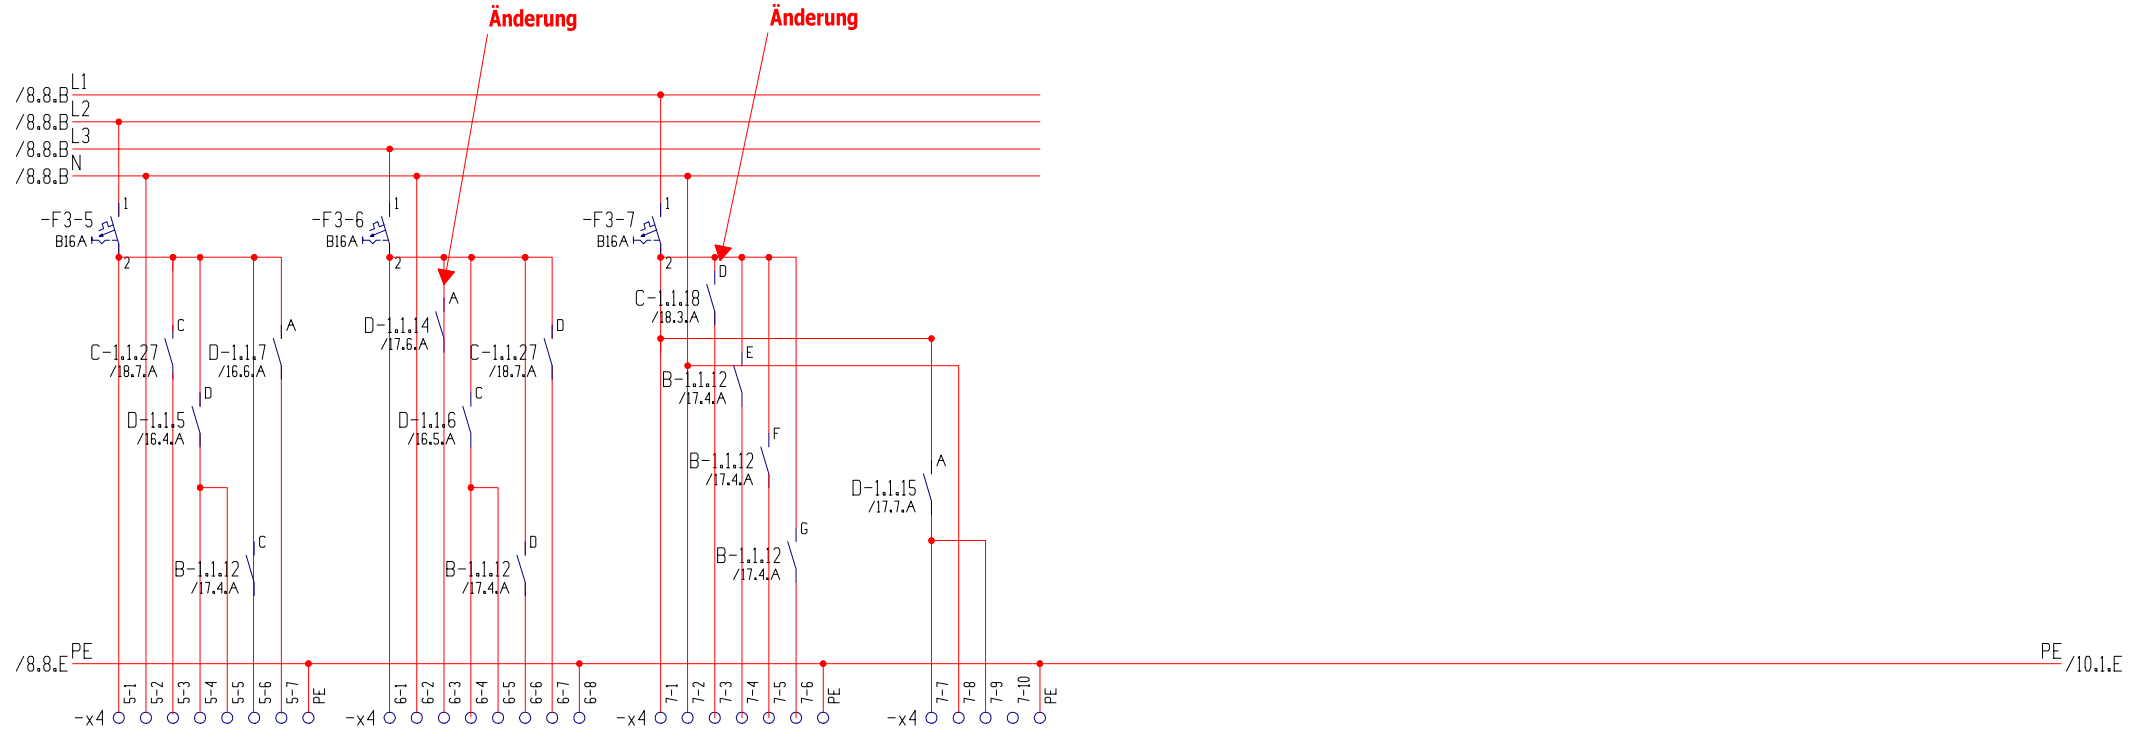 Änderung
Änderung
L1
/8.8.B
L2
/8.8.B
L3
/8.8.B
N
/8.8.B
1
-F3-5
B16A
2
1
-F3-6
B16A
2
1
-F3-7
B16A
2
C
C-1.1.27
/18.7.A
A
D-1.1.7
/16.6.A
D
D-1.1.5
/16.4.A
C
B-1.1.12
/17.4.A
A
D-1.1.14
/17.6.A
D
C-1.1.27
/18.7.A
C
D-1.1.6
/16.5.A
D
B-1.1.12
/17.4.A
D
C-1.1.18
/18.3.A
E
B-1.1.12
/17.4.A
F
B-1.1.12
/17.4.A
G
B-1.1.12
/17.4.A
A
D-1.1.15
/17.7.A
PE
/8.8.E
PE
/10.1.E
-x4
5-1
5-2
5-3
5-4
5-5
5-6
5-7
PE
-x4
6-1
6-2
6-3
6-4
6-5
6-6
6-7
6-8
-x4
7-1
7-2
7-3
7-4
7-5
7-6
PE
-x4
7-7
7-8
7-9
7-10
PE